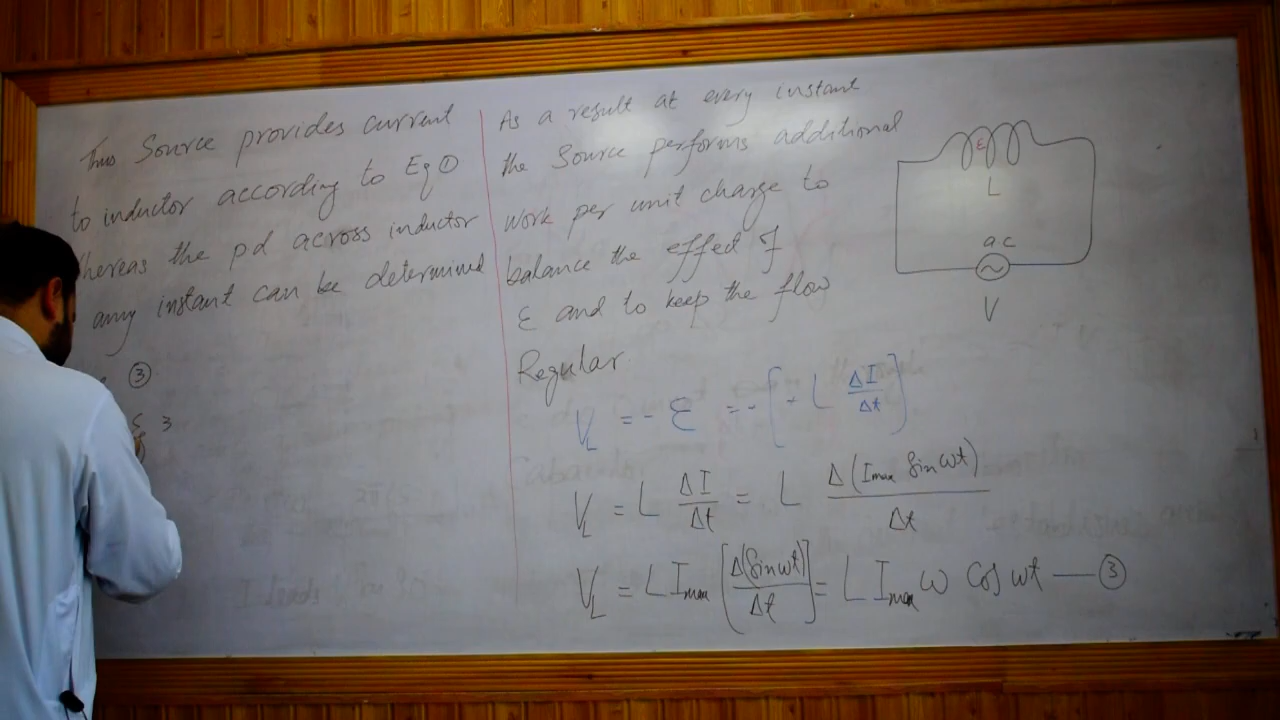 Thus Source provides current
to inductor according to Eq ①
whereas the pd across inductor
any instant can be determined
③
& 3
As a result at every instant
the Source performs additional
work per unit charge to
balance the effect of
ε and to keep the flow
Regular.
V_L = - ε = -[- L ΔI/Δt]
V_L = L ΔI/Δt = L Δ(I_max Sin ωt)/Δt
V_L = L I_max [Δ(Sin ωt)/Δt] = L I_max ω Cos ωt — ③
ε
L
ac
~
V